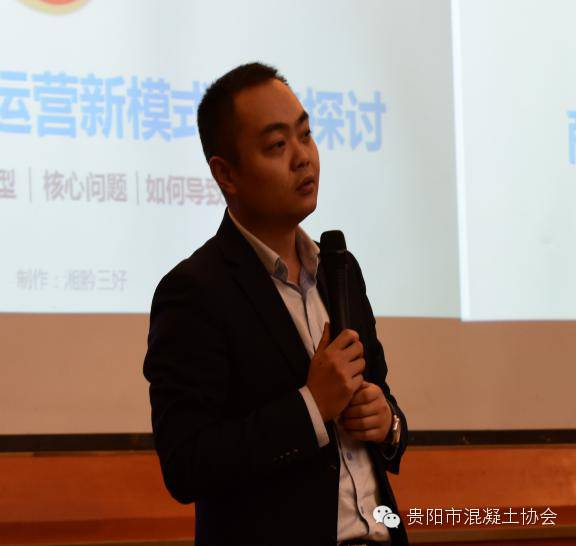 运营新模式 探讨
型 | 核心问题 | 如何导致
制作：湘黔三好
贵阳市混凝土协会